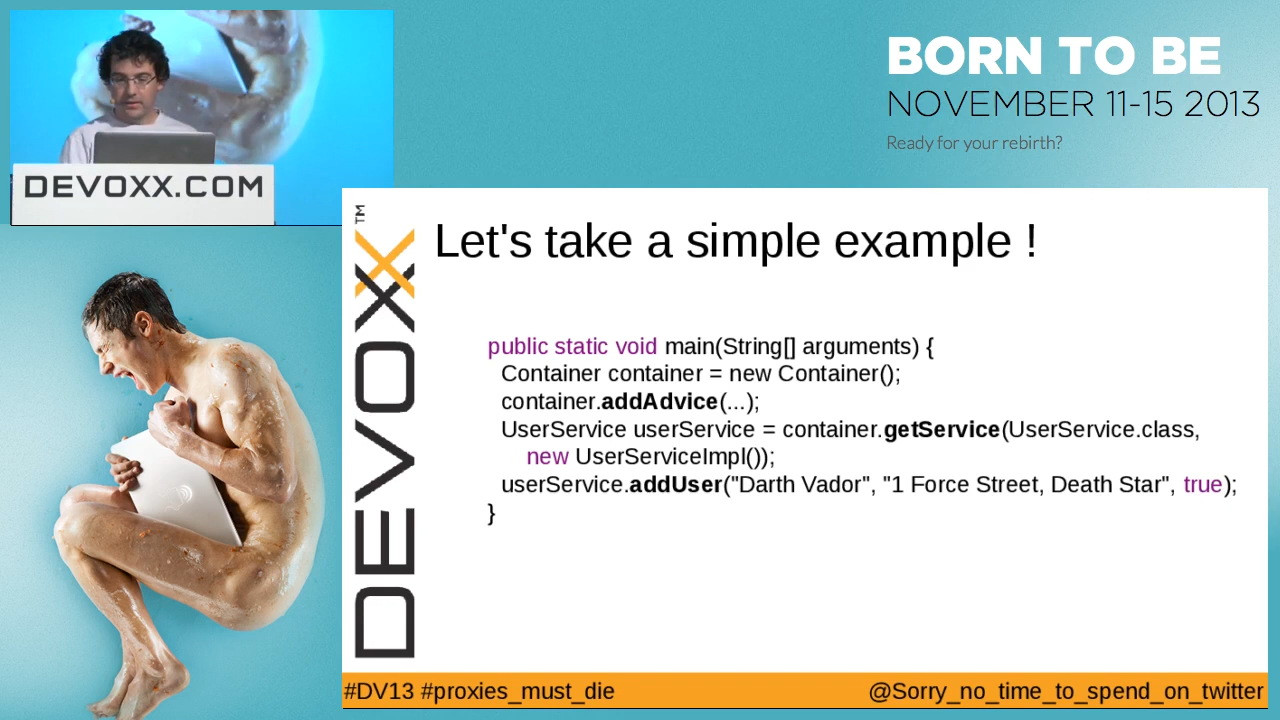 DEVOXX.COM
BORN TO BE
NOVEMBER 11-15 2013
Ready for your rebirth?
DEVOXX™
Let's take a simple example !
public static void main(String[] arguments) {
Container container = new Container();
container.addAdvice(...);
UserService userService = container.getService(UserService.class,
new UserServiceImpl());
userService.addUser("Darth Vador", "1 Force Street, Death Star", true);
}
#DV13 #proxies_must_die
@Sorry_no_time_to_spend_on_twitter